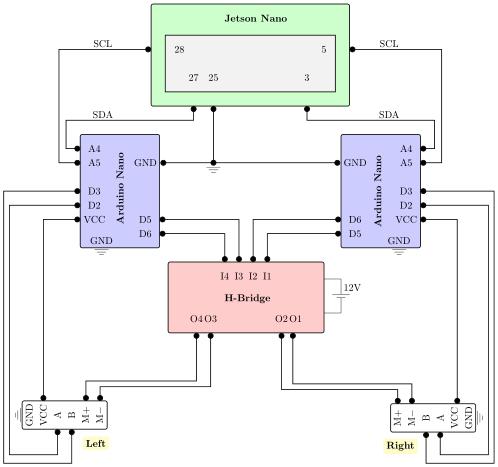 Jetson Nano
SCL 28 5 SCL
27 25 3
SDA SDA
A4 A4
A5 GND GND A5
Arduino Nano Arduino Nano
D3 D3
D2 D2
VCC D5 D6 VCC
D6 D5
GND GND
I4 I3 I2 I1
12V
H-Bridge
O4 O3 O2 O1
GND VCC A B M+ M− M+ M− B A VCC GND
Left Right